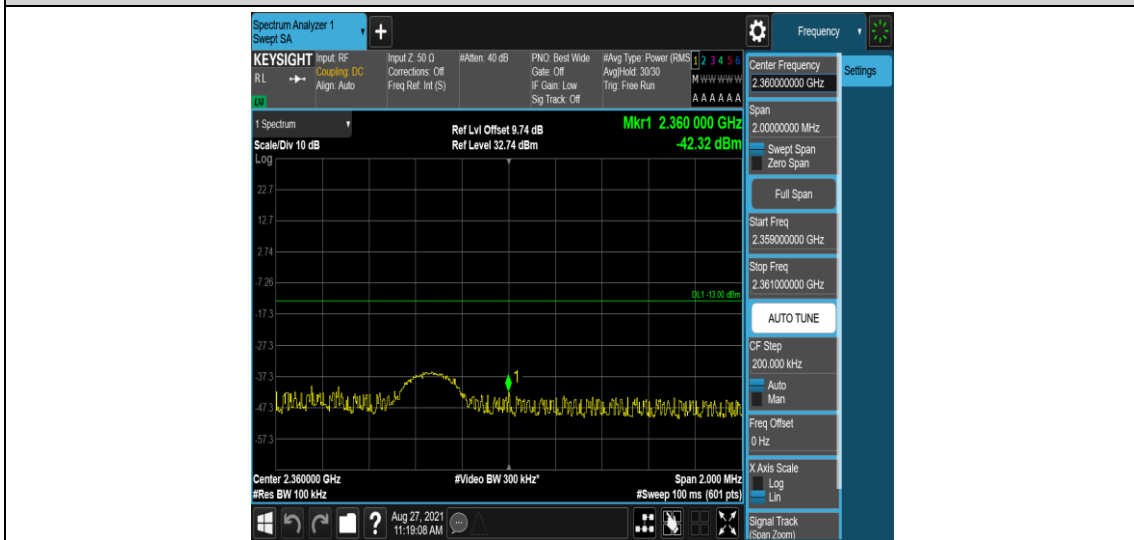 Spectrum Analyzer 1
Swept SA
+
Frequency
KEYSIGHT
RL
LXI
Input: RF
Coupling: DC
Align: Auto
Input Z: 50 Ω
Corrections: Off
Freq Ref: Int (S)
#Atten: 40 dB
PNO: Best Wide
Gate: Off
IF Gain: Low
Sig Track: Off
#Avg Type: Power (RMS
Avg|Hold: 30/30
Trig: Free Run
1 2 3 4 5 6
M W W W W W
A A A A A A
1 Spectrum
Scale/Div 10 dB
Ref Lvl Offset 9.74 dB
Ref Level 32.74 dBm
Mkr1 2.360 000 GHz
-42.32 dBm
Log
22.7
12.7
2.74
-7.26
-17.3
-27.3
-37.3
-47.3
-57.3
DL1 -13.00 dBm
1
Center 2.360000 GHz
#Res BW 100 kHz
#Video BW 300 kHz*
Span 2.000 MHz
#Sweep 100 ms (601 pts)
?
Aug 27, 2021
11:19:08 AM
Center Frequency
2.360000000 GHz
Settings
Span
2.00000000 MHz
Swept Span
Zero Span
Full Span
Start Freq
2.359000000 GHz
Stop Freq
2.361000000 GHz
AUTO TUNE
CF Step
200.000 kHz
Auto
Man
Freq Offset
0 Hz
X Axis Scale
Log
Lin
Signal Track
(Span Zoom)